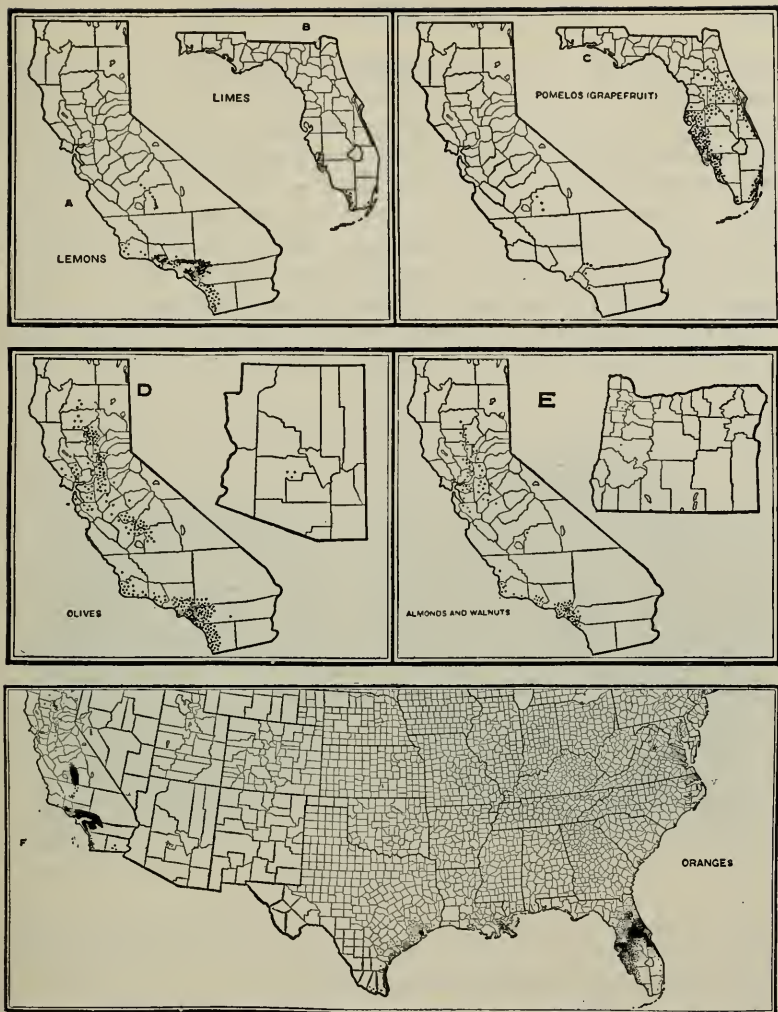 B
LIMES
A
LEMONS
C
POMELOS (GRAPEFRUIT)
D
OLIVES
E
ALMONDS AND WALNUTS
F
ORANGES